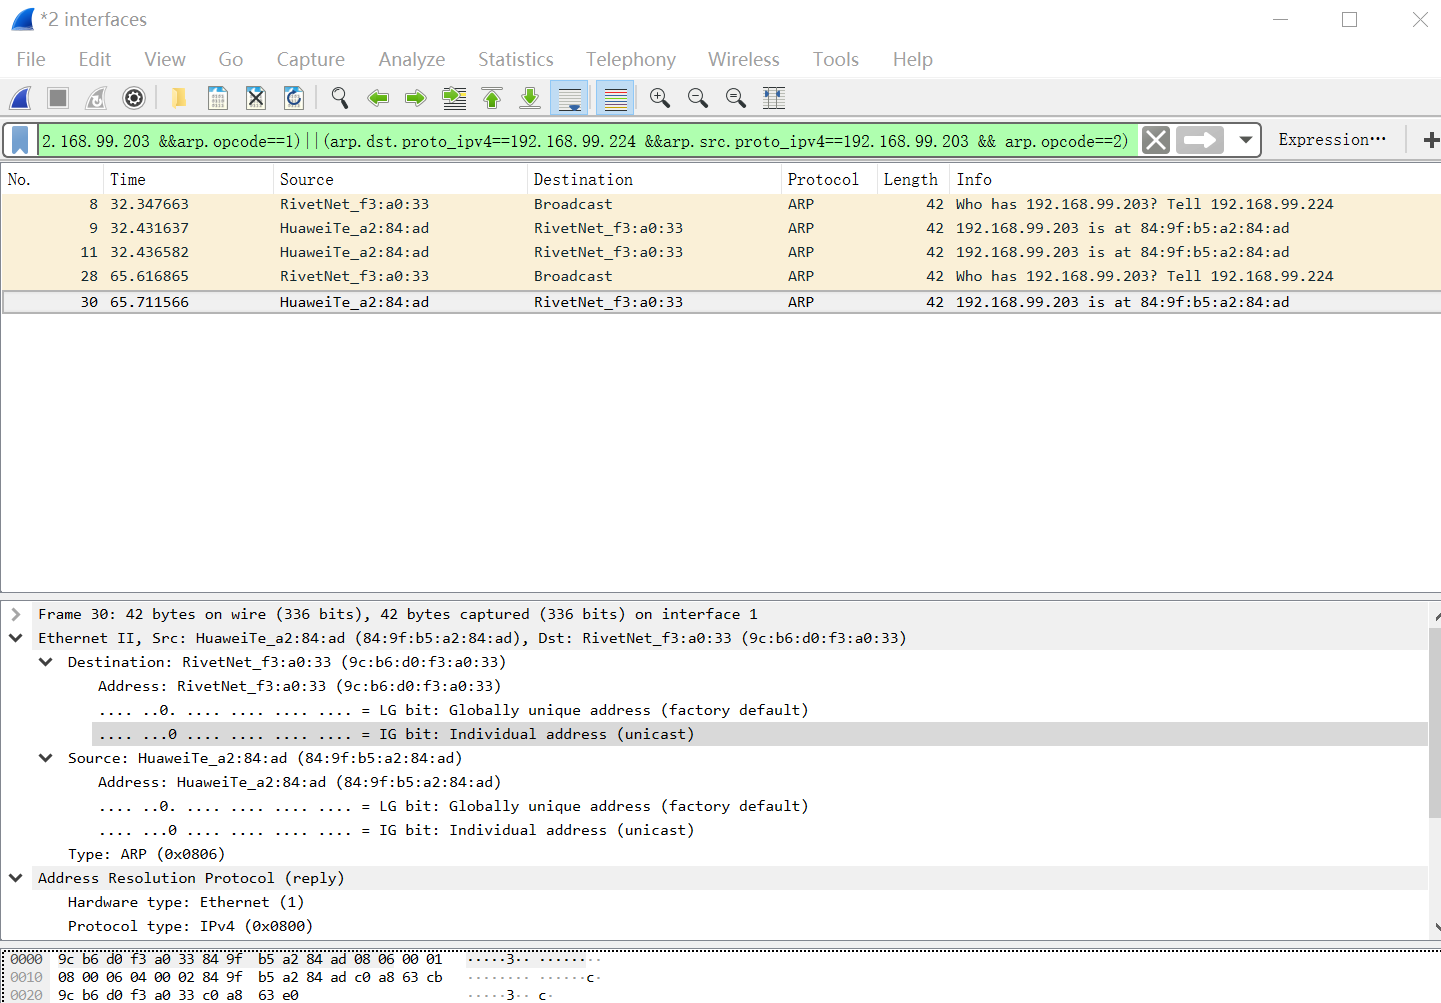 *2 interfaces
File Edit View Go Capture Analyze Statistics Telephony Wireless Tools Help
2.168.99.203 &&arp.opcode==1)||(arp.dst.proto_ipv4==192.168.99.224 &&arp.src.proto_ipv4==192.168.99.203 && arp.opcode==2) Expression…
No. Time Source Destination Protocol Length Info
8 32.347663 RivetNet_f3:a0:33 Broadcast ARP 42 Who has 192.168.99.203? Tell 192.168.99.224
9 32.431637 HuaweiTe_a2:84:ad RivetNet_f3:a0:33 ARP 42 192.168.99.203 is at 84:9f:b5:a2:84:ad
11 32.436582 HuaweiTe_a2:84:ad RivetNet_f3:a0:33 ARP 42 192.168.99.203 is at 84:9f:b5:a2:84:ad
28 65.616865 RivetNet_f3:a0:33 Broadcast ARP 42 Who has 192.168.99.203? Tell 192.168.99.224
30 65.711566 HuaweiTe_a2:84:ad RivetNet_f3:a0:33 ARP 42 192.168.99.203 is at 84:9f:b5:a2:84:ad
Frame 30: 42 bytes on wire (336 bits), 42 bytes captured (336 bits) on interface 1
Ethernet II, Src: HuaweiTe_a2:84:ad (84:9f:b5:a2:84:ad), Dst: RivetNet_f3:a0:33 (9c:b6:d0:f3:a0:33)
Destination: RivetNet_f3:a0:33 (9c:b6:d0:f3:a0:33)
Address: RivetNet_f3:a0:33 (9c:b6:d0:f3:a0:33)
.... ..0. .... .... .... .... = LG bit: Globally unique address (factory default)
.... ...0 .... .... .... .... = IG bit: Individual address (unicast)
Source: HuaweiTe_a2:84:ad (84:9f:b5:a2:84:ad)
Address: HuaweiTe_a2:84:ad (84:9f:b5:a2:84:ad)
.... ..0. .... .... .... .... = LG bit: Globally unique address (factory default)
.... ...0 .... .... .... .... = IG bit: Individual address (unicast)
Type: ARP (0x0806)
Address Resolution Protocol (reply)
Hardware type: Ethernet (1)
Protocol type: IPv4 (0x0800)
0000 9c b6 d0 f3 a0 33 84 9f b5 a2 84 ad 08 06 00 01 ·····3·· ········
0010 08 00 06 04 00 02 84 9f b5 a2 84 ad c0 a8 63 cb ········ ······c·
0020 9c b6 d0 f3 a0 33 c0 a8 63 e0 ·····3·· c·